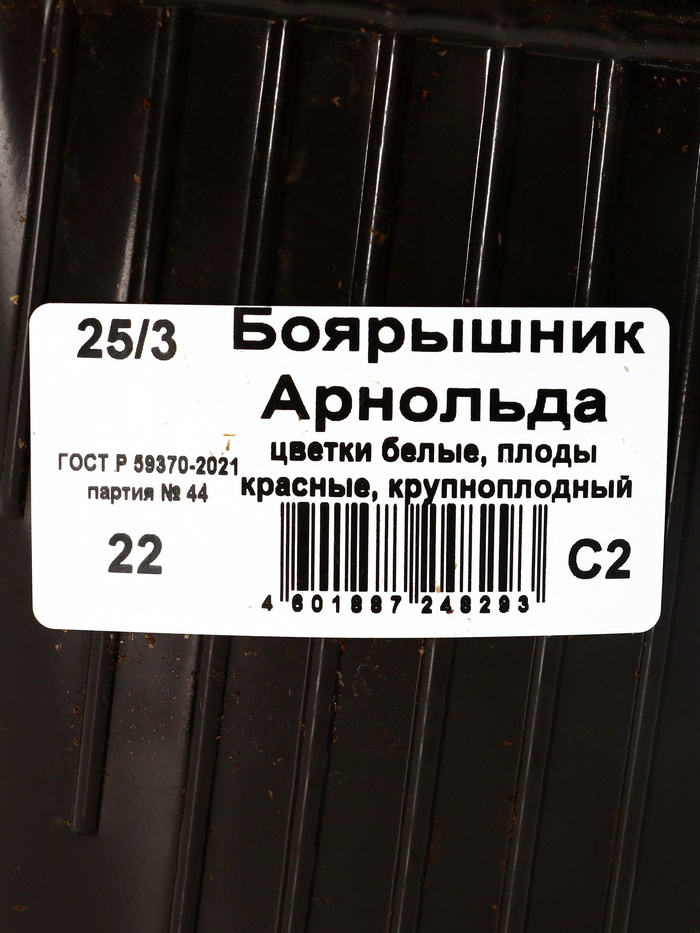 25/3
Боярышник
Арнольда
цветки белые, плоды
красные, крупноплодный
ГОСТ Р 59370-2021
партия № 44
22
C2
4 601887 248293